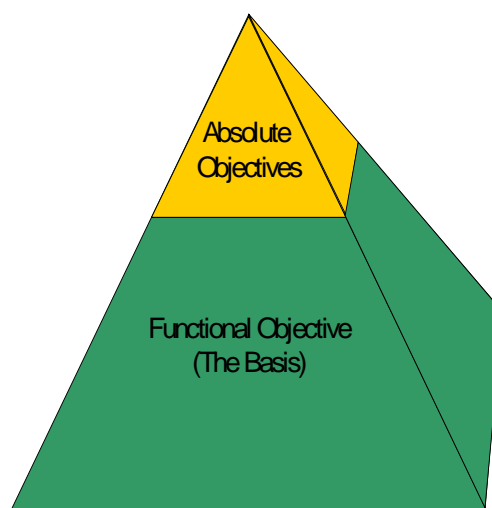 Absolute
Objectives
Functional Objective
(The Basis)